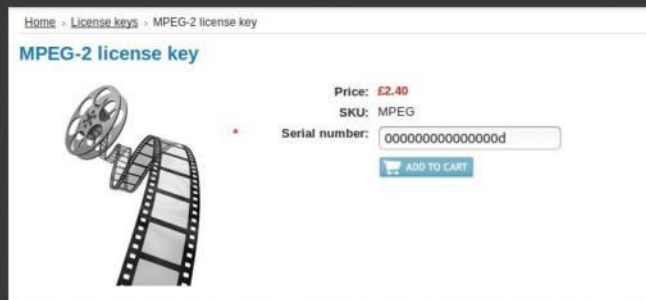 Home › License keys › MPEG-2 license key
MPEG-2 license key
Price: £2.40
SKU: MPEG
* Serial number: 000000000000000d
ADD TO CART